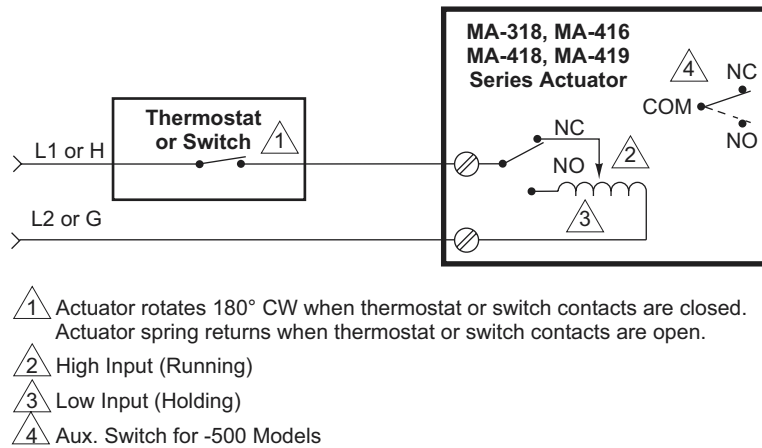 MA-318, MA-416
MA-418, MA-419
Series Actuator
4
NC
COM
NO
Thermostat
or Switch
1
L1 or H
NC
2
NO
3
L2 or G
1 Actuator rotates 180° CW when thermostat or switch contacts are closed.
Actuator spring returns when thermostat or switch contacts are open.
2 High Input (Running)
3 Low Input (Holding)
4 Aux. Switch for -500 Models